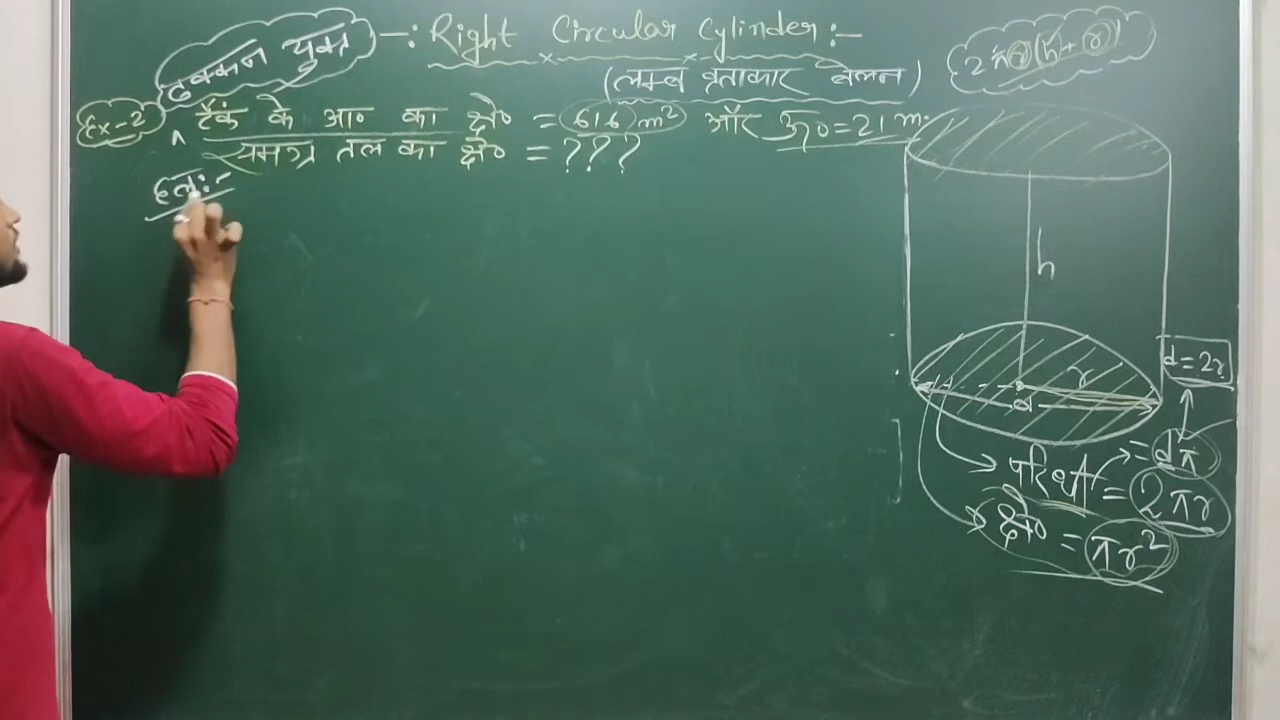 ढक्कन युक्त
-: Right Circular Cylinder :-
(लम्ब व्रताकार बेलन)
2πr(h+r)
Ex-2 टैंक के आ० का क्षे० = 616 m² और ऊ० = 21 m.
समग्र तल का क्षे० = ???
हल:-
h
r
d
d = 2r
= dπ
परिधि = 2πr
क्षे० = πr²